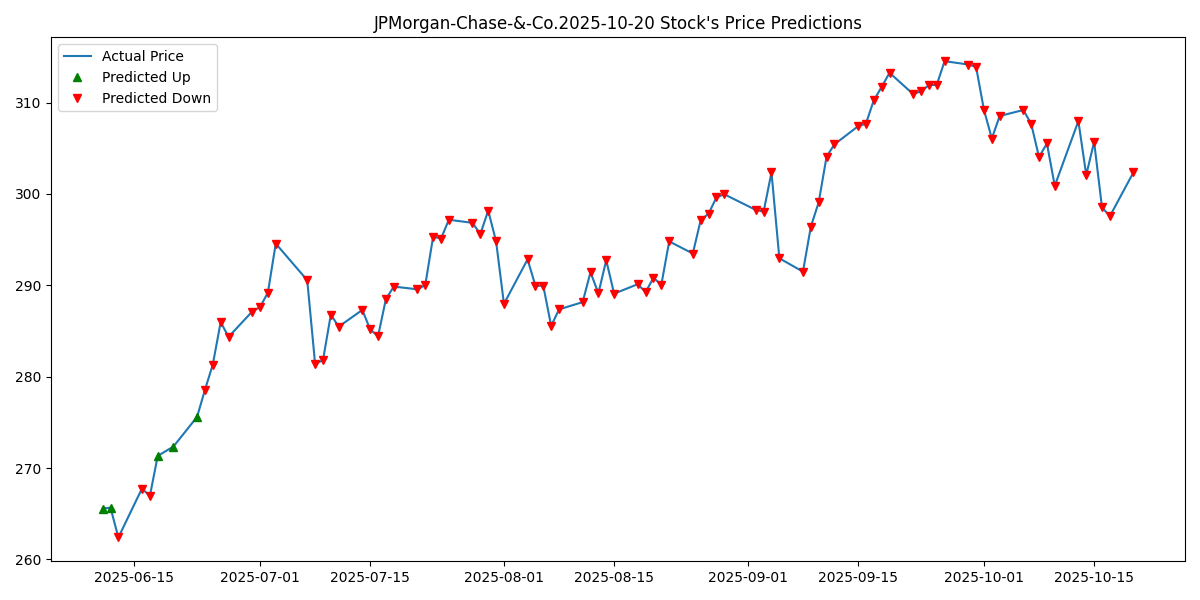 JPMorgan-Chase-&-Co.2025-10-20 Stock's Price Predictions
Actual Price
Predicted Up
Predicted Down
310
300
290
280
270
260
2025-06-15 2025-07-01 2025-07-15 2025-08-01 2025-08-15 2025-09-01 2025-09-15 2025-10-01 2025-10-15